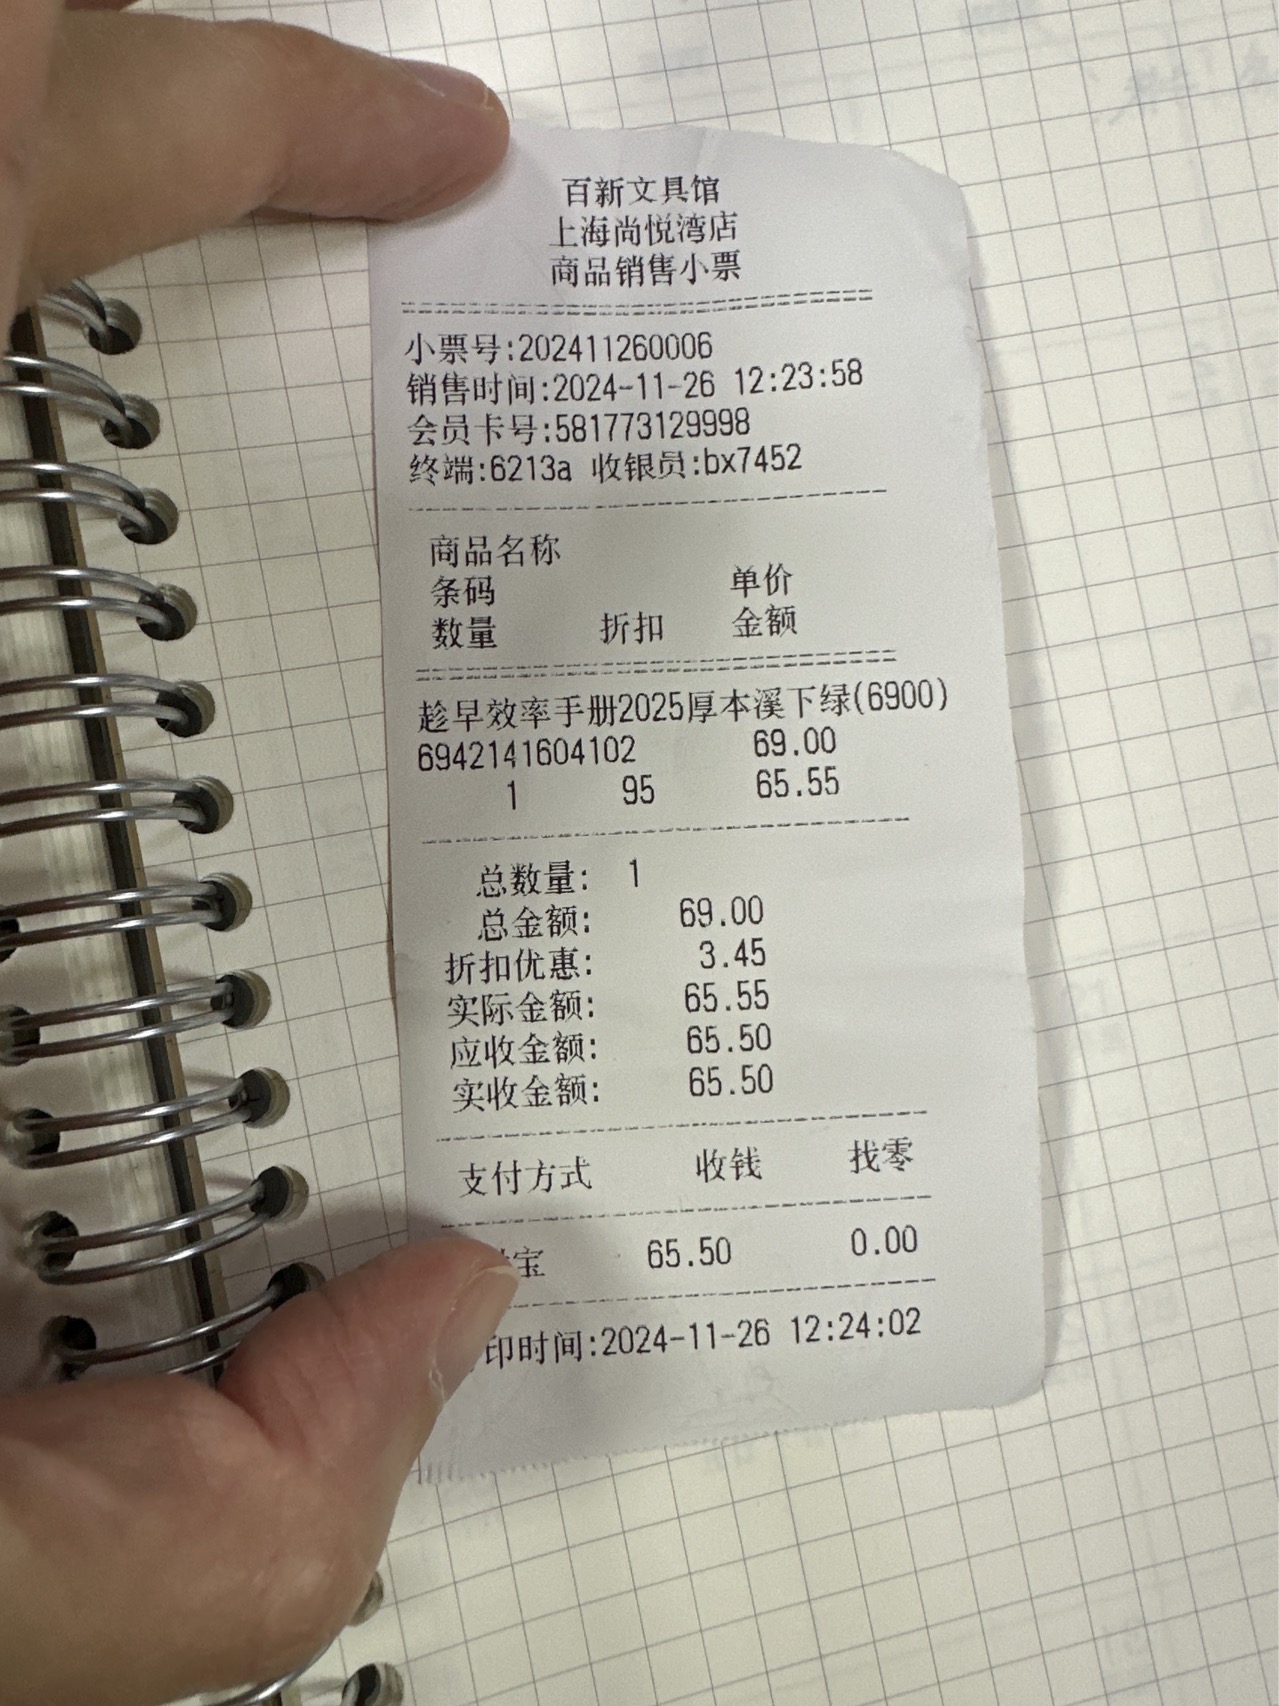 百新文具馆
上海尚悦湾店
商品销售小票
小票号:202411260006
销售时间:2024-11-26 12:23:58
会员卡号:581773129998
终端:6213a 收银员:bx7452
商品名称
条码 单价
数量 折扣 金额
趁早效率手册2025厚本溪下绿(6900)
6942141604102 69.00
1 95 65.55
总数量: 1
总金额: 69.00
折扣优惠: 3.45
实际金额: 65.55
应收金额: 65.50
实收金额: 65.50
支付方式 收钱 找零
宝 65.50 0.00
印时间:2024-11-26 12:24:02